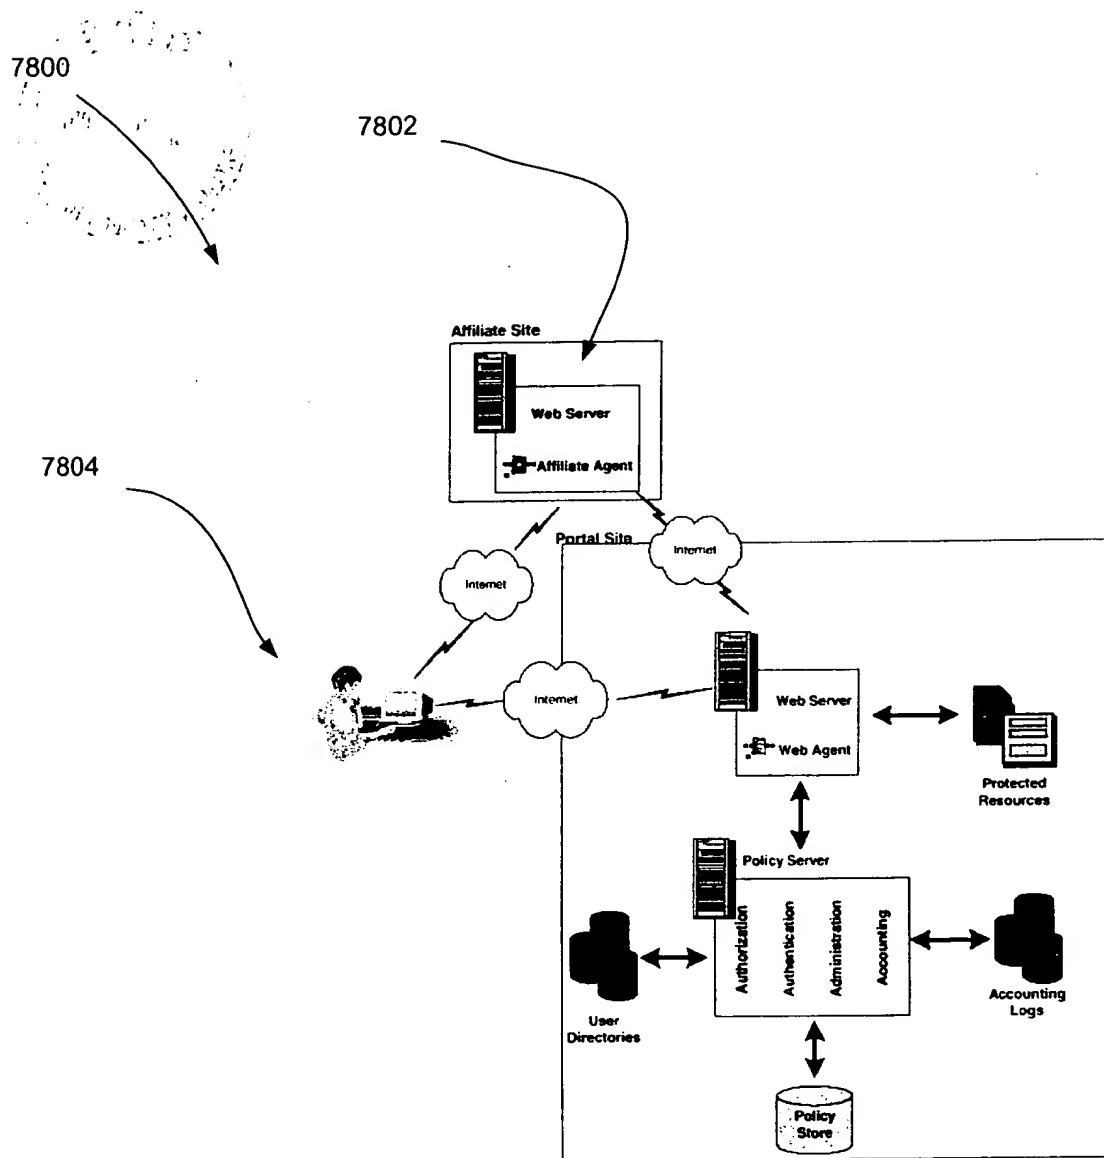 7800
7802
Affiliate Site
Web Server
Affiliate Agent
7804
Portal Site
Internet
Internet
Internet
Web Server
Web Agent
Protected
Resources
Policy Server
Authorization
Authentication
Administration
Accounting
User
Directories
Accounting
Logs
Policy
Store